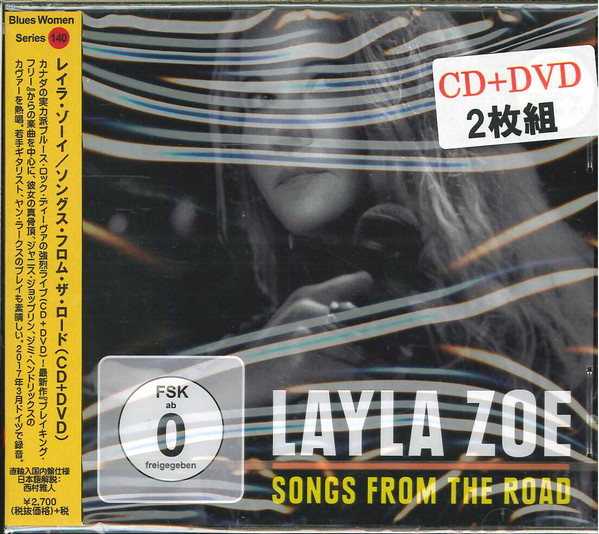 Blues Women
Series 140
レイラ・ゾーイ／ソングス・フロム・ザ・ロード(CD+DVD)
カナダの実力派ブルース・ロック・ディーヴァの強烈ライブ(CD+DVD)！最新作『ブレイキング・
フリー』からの楽曲を中心に、彼女の真骨頂、ジャニス・ジョップリン、ジミ・ヘンドリックスの
カヴァーを熱唱。若手ギタリスト、ヤン・ラークスのプレイも素晴しい。2017年3月ドイツで録音。
直輸入国内盤仕様
日本語解説：
西村雅人
¥2,700
(税抜価格)+税
CD+DVD
2枚組
FSK
ab
0
freigegeben
LAYLA ZOE
SONGS FROM THE ROAD